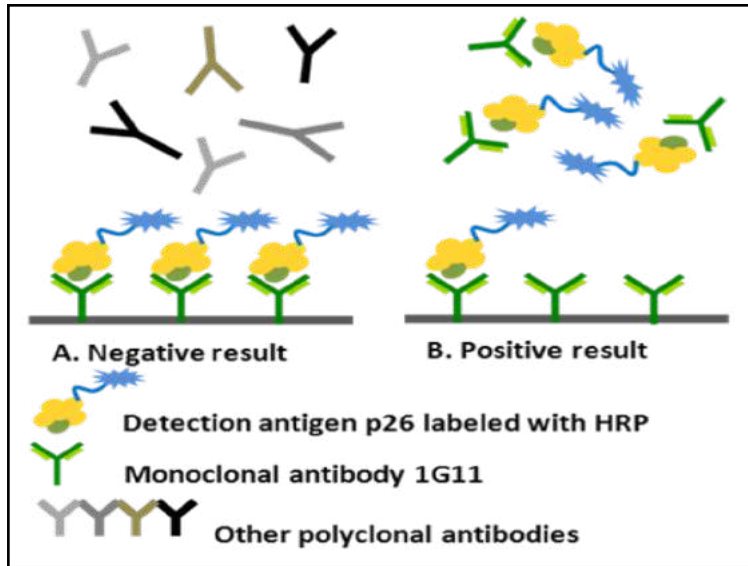 A. Negative result
B. Positive result
Detection antigen p26 labeled with HRP
Monoclonal antibody 1G11
Other polyclonal antibodies